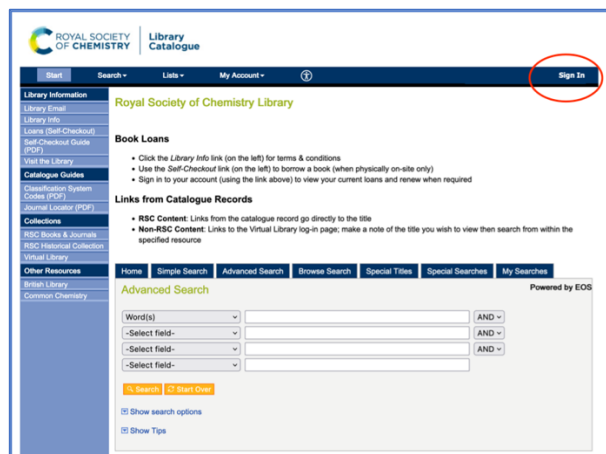 ROYAL SOCIETY
OF CHEMISTRY
Library
Catalogue
Start
Search
Lists
My Account
Sign In
Library Information
Library Email
Library Info
Loans (Self-Checkout)
Self-Checkout Guide
(PDF)
Visit the Library
Catalogue Guides
Classification System
Codes (PDF)
Journal Locator (PDF)
Collections
RSC Books & Journals
RSC Historical Collection
Virtual Library
Other Resources
British Library
Common Chemistry
Royal Society of Chemistry Library
Book Loans
• Click the Library Info link (on the left) for terms & conditions
• Use the Self-Checkout link (on the left) to borrow a book (when physically on-site only)
• Sign in to your account (using the link above) to view your current loans and renew when required
Links from Catalogue Records
• RSC Content: Links from the catalogue record go directly to the title
• Non-RSC Content: Links to the Virtual Library log-in page; make a note of the title you wish to view then search from within the
specified resource
Home
Simple Search
Advanced Search
Browse Search
Special Titles
Special Searches
My Searches
Advanced Search
Powered by EOS
Word(s)
AND
-Select field-
AND
-Select field-
AND
-Select field-
Search
Start Over
Show search options
Show Tips